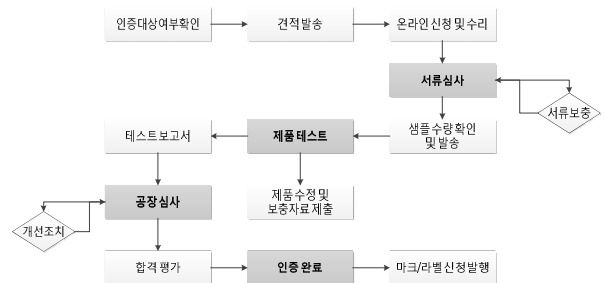 인증대상여부확인
견적발송
온라인신청및수리
서류심사
서류보충
샘플수량확인
및발송
제품테스트
테스트보고서
제품수정및
보충자료제출
공장심사
개선조치
합격평가
인증완료
마크/라벨신청발행